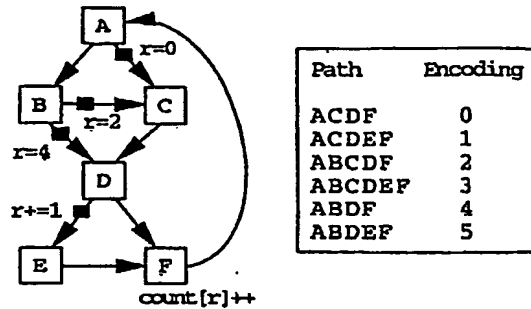 A
r=0
B
C
r=2
r=4
D
r+=1
E
F
count[r]++
Path Encoding
ACDF 0
ACDEF 1
ABCDF 2
ABCDEF 3
ABDF 4
ABDEF 5